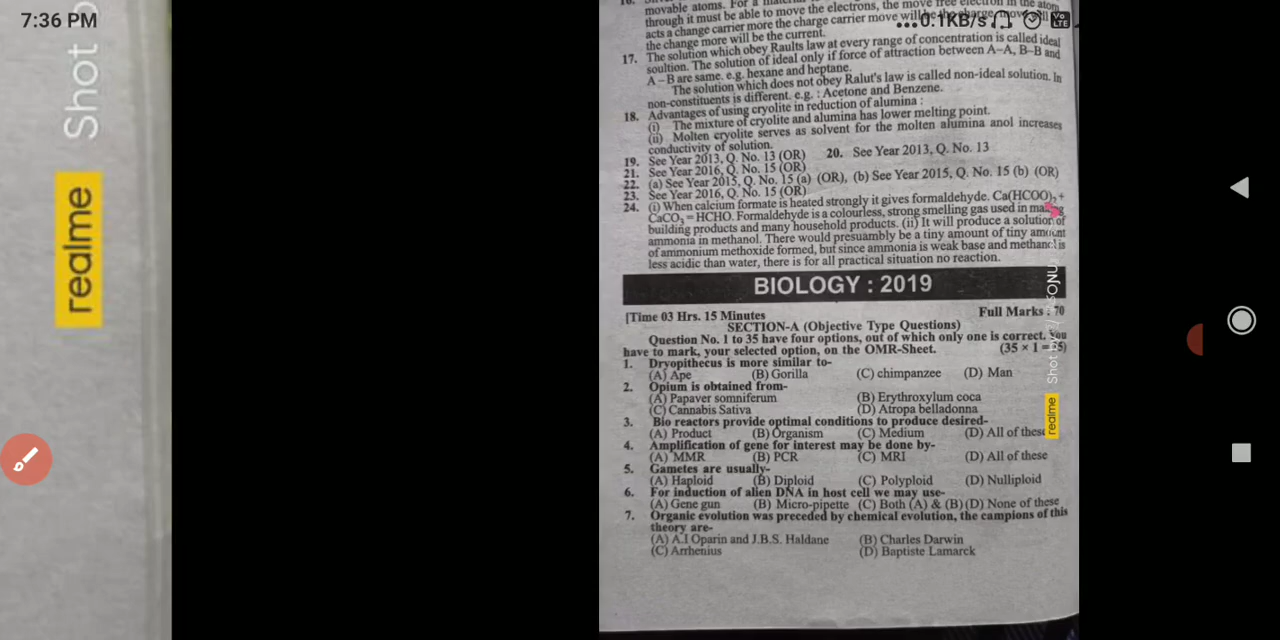 7:36 PM
...0.1KB/s
Vo
LTE
Shot
realme
movable atoms. For a
through it must be able to move the electrons, the move free electron in the atom
acts a change carrier more the charge carrier move will be the charge move will
the change more will be the current.
17. The solution which obey Raults law at every range of concentration is called ideal
soultion. The solution of ideal only if force of attraction between A–A, B–B and
A – B are same. e.g. hexane and heptane.
The solution which does not obey Ralut's law is called non-ideal solution. In
non-constituents is different. e.g. : Acetone and Benzene.
18. Advantages of using cryolite in reduction of alumina :
(i) The mixture of cryolite and alumina has lower melting point.
(ii) Molten cryolite serves as solvent for the molten alumina anol increases
conductivity of solution.
19. See Year 2013, Q. No. 13 (OR) 20. See Year 2013, Q. No. 13
21. See Year 2016, Q. No. 15 (OR)
22. (a) See Year 2015, Q. No. 15 (a) (OR), (b) See Year 2015, Q. No. 15 (b) (OR)
23. See Year 2016, Q. No. 15 (OR)
24. (i) When calcium formate is heated strongly it gives formaldehyde. Ca(HCOO)₂ +
CaCO₃ = HCHO. Formaldehyde is a colourless, strong smelling gas used in making
building products and many household products. (ii) It will produce a solution of
ammonia in methanol. There would presuambly be a tiny amount of tiny amount
of ammonium methoxide formed, but since ammonia is weak base and methanol is
less acidic than water, there is for all practical situation no reaction.
BIOLOGY : 2019
[Time 03 Hrs. 15 Minutes Full Marks : 70
SECTION-A (Objective Type Questions)
Question No. 1 to 35 have four options, out of which only one is correct. You
have to mark, your selected option, on the OMR-Sheet. (35 × 1 = 35)
1. Dryopithecus is more similar to-
(A) Ape (B) Gorilla (C) chimpanzee (D) Man
2. Opium is obtained from-
(A) Papaver somniferum (B) Erythroxylum coca
(C) Cannabis Sativa (D) Atropa belladonna
3. Bio reactors provide optimal conditions to produce desired-
(A) Product (B) Organism (C) Medium (D) All of these
4. Amplification of gene for interest may be done by-
(A) MMR (B) PCR (C) MRI (D) All of these
5. Gametes are usually-
(A) Haploid (B) Diploid (C) Polyploid (D) Nulliploid
6. For induction of alien DNA in host cell we may use-
(A) Gene gun (B) Micro-pipette (C) Both (A) & (B) (D) None of these
7. Organic evolution was preceded by chemical evolution, the campions of this
theory are-
(A) A.I Oparin and J.B.S. Haldane (B) Charles Darwin
(C) Arrhenius (D) Baptiste Lamarck
realme Shot by SONU